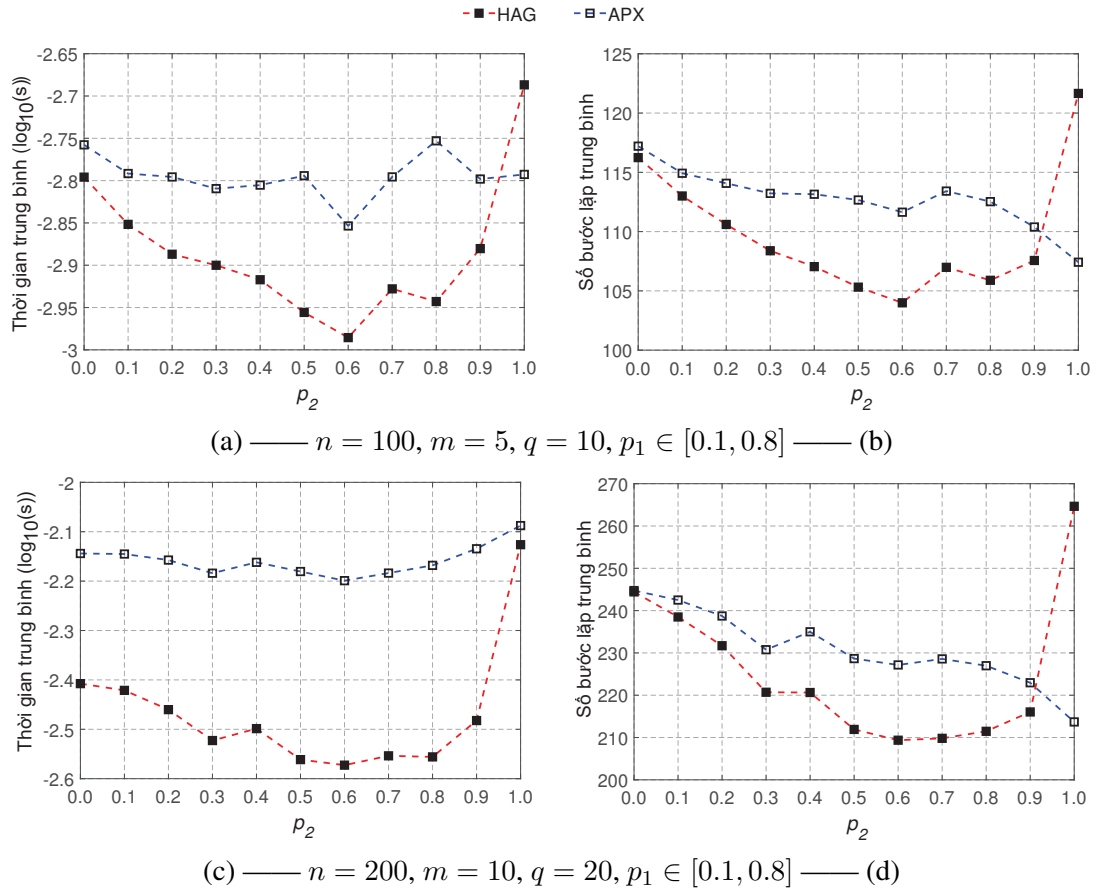 HAG APX
Thời gian trung bình (log10(s))
-2.65
-2.7
-2.75
-2.8
-2.85
-2.9
-2.95
-3
0.0 0.1 0.2 0.3 0.4 0.5 0.6 0.7 0.8 0.9 1.0
p2
Số bước lặp trung bình
125
120
115
110
105
100
0.0 0.1 0.2 0.3 0.4 0.5 0.6 0.7 0.8 0.9 1.0
p2
(a) —— n = 100, m = 5, q = 10, p1 ∈ [0.1, 0.8] —— (b)
Thời gian trung bình (log10(s))
-2
-2.1
-2.2
-2.3
-2.4
-2.5
-2.6
0.0 0.1 0.2 0.3 0.4 0.5 0.6 0.7 0.8 0.9 1.0
p2
Số bước lặp trung bình
270
260
250
240
230
220
210
200
0.0 0.1 0.2 0.3 0.4 0.5 0.6 0.7 0.8 0.9 1.0
p2
(c) —— n = 200, m = 10, q = 20, p1 ∈ [0.1, 0.8] —— (d)